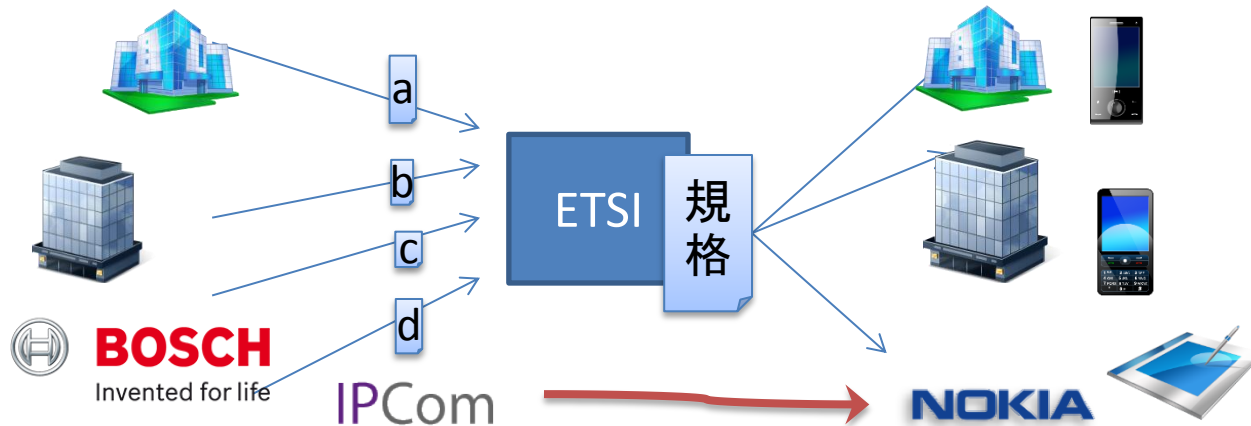 a
b
c
d
ETSI
規
格
BOSCH
Invented for life
IPCom
NOKIA